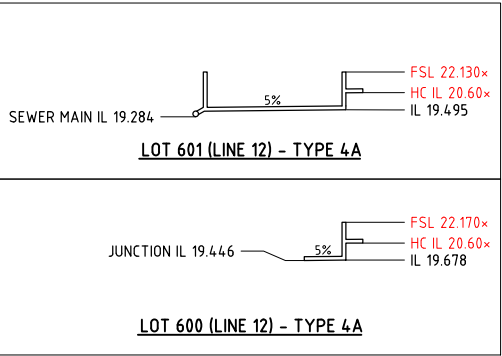 FSL 22.130×
5%
HC IL 20.60×
SEWER MAIN IL 19.284
IL 19.495
LOT 601 (LINE 12) - TYPE 4A
FSL 22.170×
JUNCTION IL 19.446
5%
HC IL 20.60×
IL 19.678
LOT 600 (LINE 12) - TYPE 4A